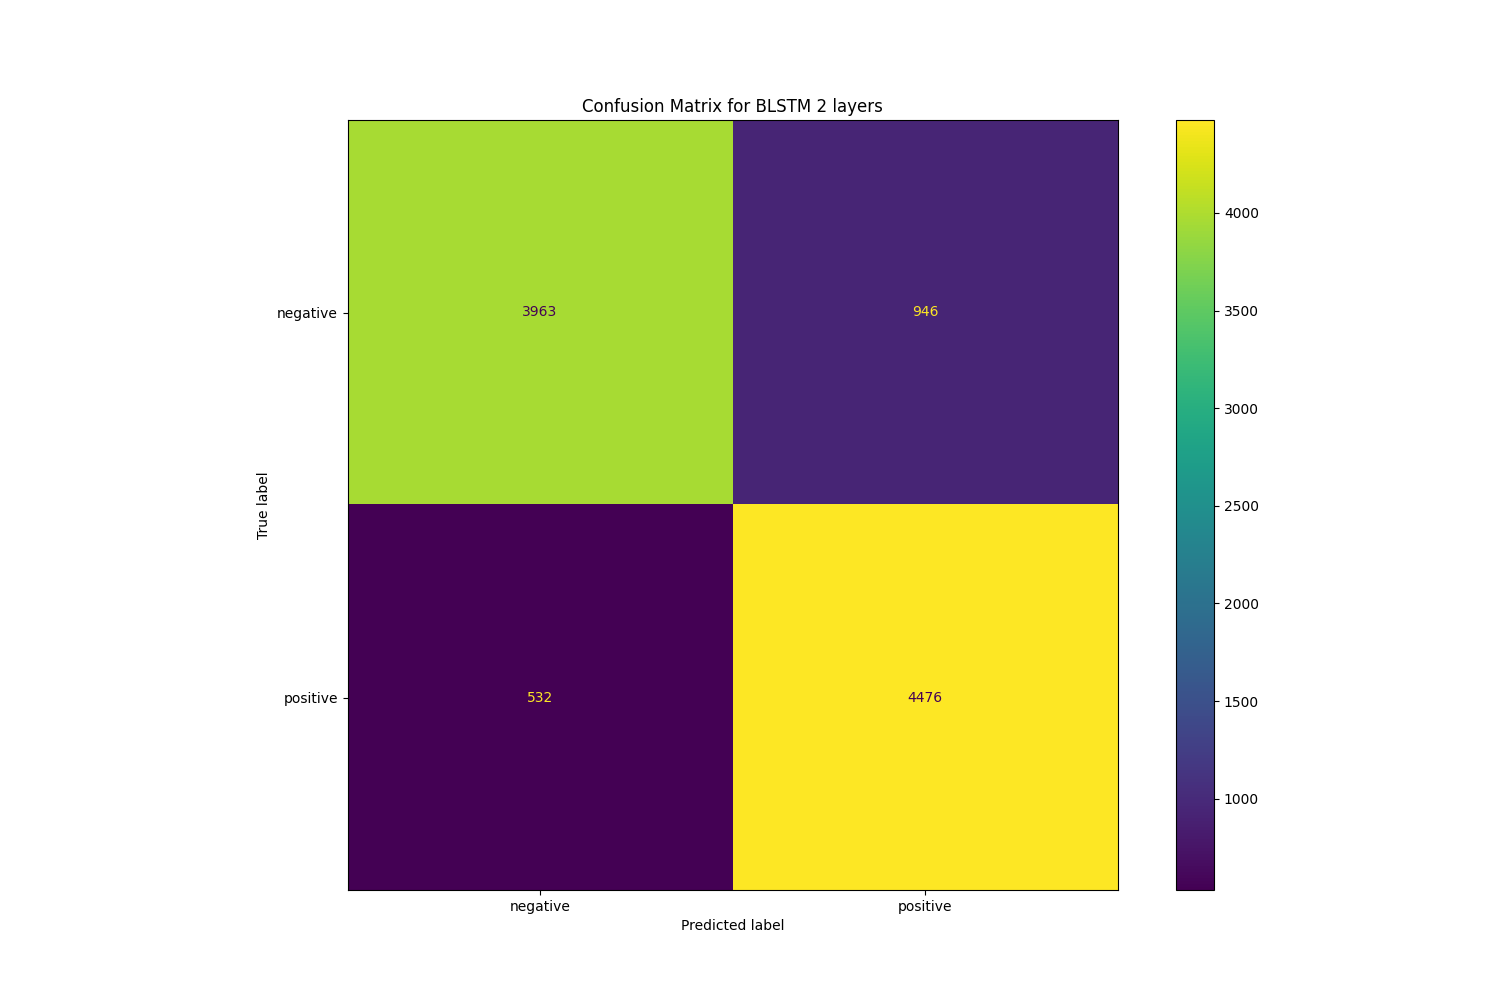 Confusion Matrix for BLSTM 2 layers
negative
3963
946
positive
532
4476
True label
negative
positive
Predicted label
4000
3500
3000
2500
2000
1500
1000